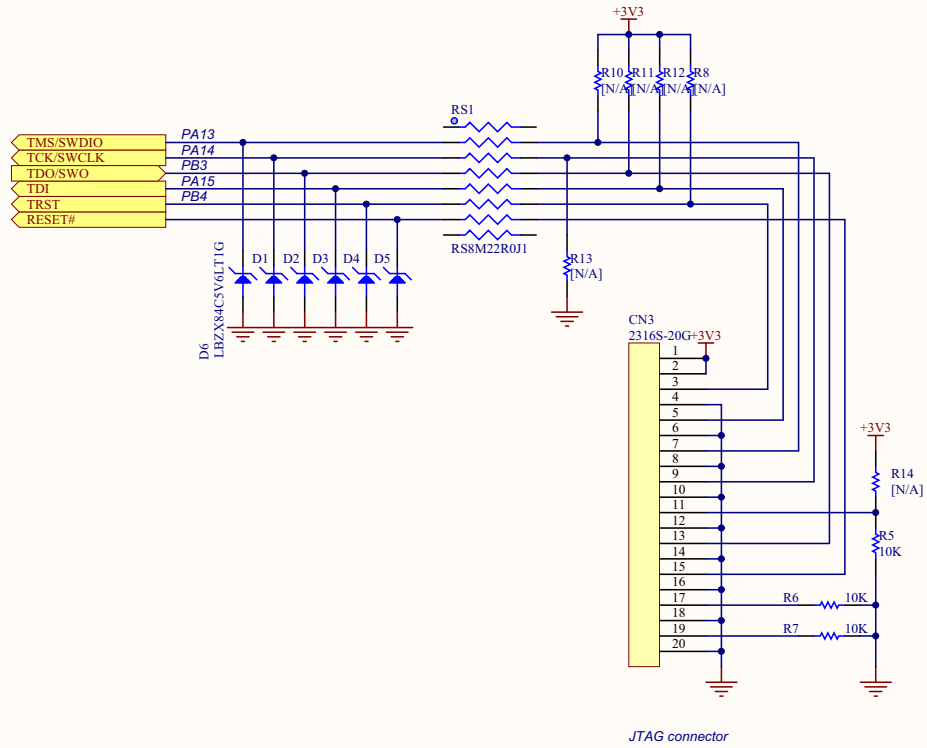 +3V3
R10 R11 R12 R8
[N/A] [N/A] [N/A] [N/A]
RS1
TMS/SWDIO PA13
TCK/SWCLK PA14
TDO/SWO PB3
TDI PA15
TRST PB4
RESET#
RS8M22R0J1
D1 D2 D3 D4 D5
R13
[N/A]
D6
LBZX84C5V6LT1G
CN3
2316S-20G +3V3
1
2
3
4
5
6
7
8
9
10
11
12
13
14
15
16
17
18
19
20
+3V3
R14
[N/A]
R5
10K
R6 10K
R7 10K
JTAG connector